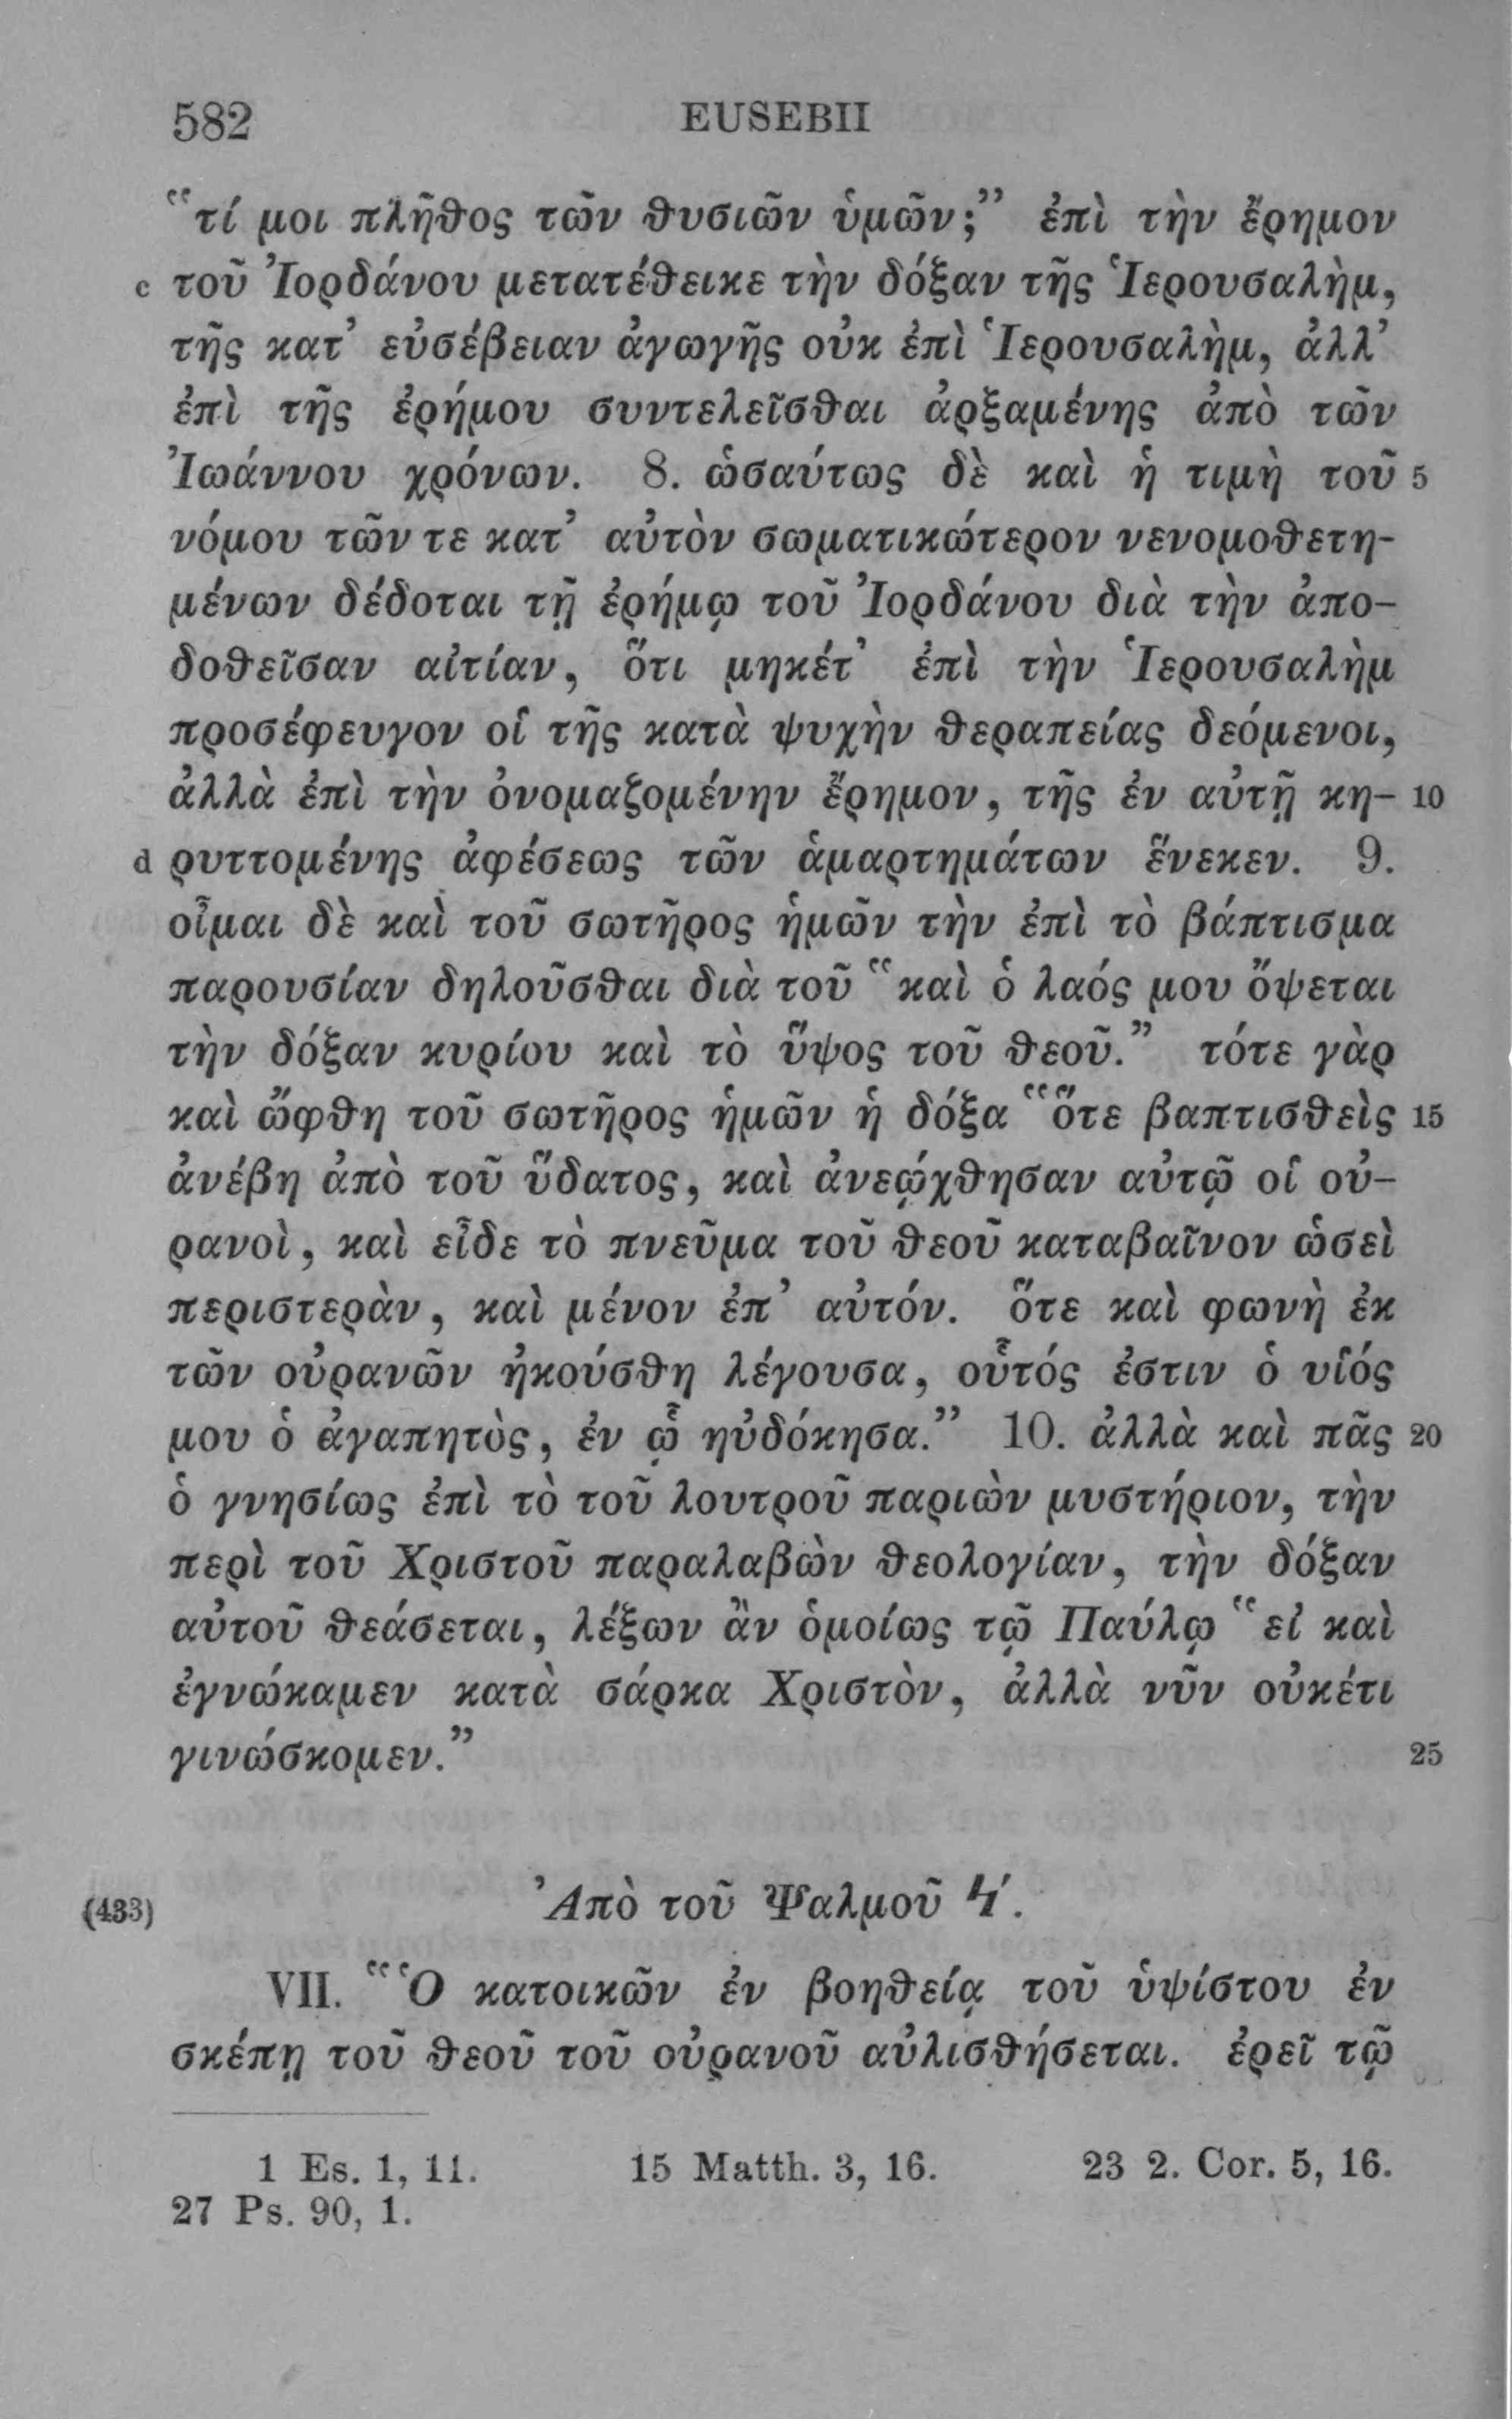 582 EUSEBII
“τί μοι πλῆθος τῶν θυσιῶν ὑμῶν;” ἐπὶ τὴν ἔρημον
c τοῦ Ἰορδάνου μετατέθεικε τὴν δόξαν τῆς Ἱερουσαλὴμ,
τῆς κατ’ εὐσέβειαν ἀγωγῆς οὐκ ἐπὶ Ἱερουσαλὴμ, ἀλλ’
ἐπὶ τῆς ἐρήμου συντελεῖσθαι ἀρξαμένης ἀπὸ τῶν
Ἰωάννου χρόνων. 8. ὡσαύτως δὲ καὶ ἡ τιμὴ τοῦ 5
νόμου τῶν τε κατ’ αὐτὸν σωματικώτερον νενομοθετη-
μένων δέδοται τῇ ἐρήμῳ τοῦ Ἰορδάνου διὰ τὴν ἀπο-
δοθεῖσαν αἰτίαν, ὅτι μηκέτ’ ἐπὶ τὴν Ἱερουσαλὴμ
προσέφευγον οἱ τῆς κατὰ ψυχὴν θεραπείας δεόμενοι,
ἀλλὰ ἐπὶ τὴν ὀνομαζομένην ἔρημον, τῆς ἐν αὐτῇ κη- 10
d ρυττομένης ἀφέσεως τῶν ἁμαρτημάτων ἕνεκεν. 9.
οἶμαι δὲ καὶ τοῦ σωτῆρος ἡμῶν τὴν ἐπὶ τὸ βάπτισμα
παρουσίαν δηλοῦσθαι διὰ τοῦ “καὶ ὁ λαός μου ὄψεται
τὴν δόξαν κυρίου καὶ τὸ ὕψος τοῦ θεοῦ.” τότε γὰρ
καὶ ὤφθη τοῦ σωτῆρος ἡμῶν ἡ δόξα “ὅτε βαπτισθεὶς 15
ἀνέβη ἀπὸ τοῦ ὕδατος, καὶ ἀνεῴχθησαν αὐτῷ οἱ οὐ-
ρανοὶ, καὶ εἶδε τὸ πνεῦμα τοῦ θεοῦ καταβαῖνον ὡσεὶ
περιστερὰν, καὶ μένον ἐπ’ αὐτόν. ὅτε καὶ φωνὴ ἐκ
τῶν οὐρανῶν ἠκούσθη λέγουσα, οὗτός ἐστιν ὁ υἱός
μου ὁ ἀγαπητὸς, ἐν ᾧ ηὐδόκησα.” 10. ἀλλὰ καὶ πᾶς 20
ὁ γνησίως ἐπὶ τὸ τοῦ λουτροῦ παριὼν μυστήριον, τὴν
περὶ τοῦ Χριστοῦ παραλαβὼν θεολογίαν, τὴν δόξαν
αὐτοῦ θεάσεται, λέξων ἂν ὁμοίως τῷ Παύλῳ “εἰ καὶ
ἐγνώκαμεν κατὰ σάρκα Χριστὸν, ἀλλὰ νῦν οὐκέτι
γινώσκομεν.” 25
(433) Ἀπὸ τοῦ Ψαλμοῦ Ϟ′.
VII. “Ὁ κατοικῶν ἐν βοηθείᾳ τοῦ ὑψίστου ἐν
σκέπῃ τοῦ θεοῦ τοῦ οὐρανοῦ αὐλισθήσεται. ἐρεῖ τῷ
1 Es. 1, 11. 15 Matth. 3, 16. 23 2. Cor. 5, 16.
27 Ps. 90, 1.